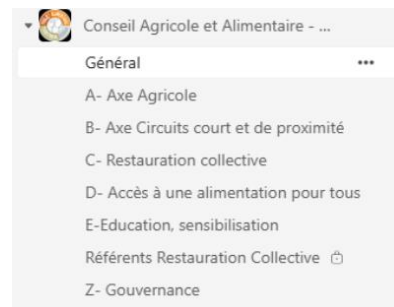 Conseil Agricole et Alimentaire - ...
Général
A- Axe Agricole
B- Axe Circuits court et de proximité
C- Restauration collective
D- Accès à une alimentation pour tous
E-Education, sensibilisation
Référents Restauration Collective
Z- Gouvernance